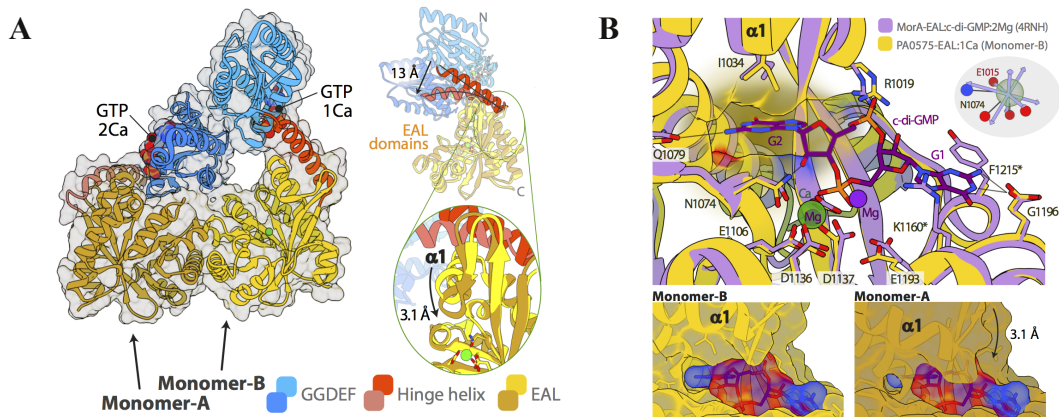 A
GTP
2Ca
GTP
1Ca
Monomer-B
Monomer-A
GGDEF
Hinge helix
EAL
N
13 Å
EAL
domains
C
α1
3.1 Å
B
MorA-EAL:c-di-GMP:2Mg (4RNH)
PA0575-EAL:1Ca (Monomer-B)
α1
I1034
R1019
E1015
N1074
c-di-GMP
G2
G1
Q1079
F1215*
N1074
Ca
Mg
Mg
G1196
E1106
K1160*
D1136
D1137
E1193
Monomer-B
α1
Monomer-A
α1
3.1 Å